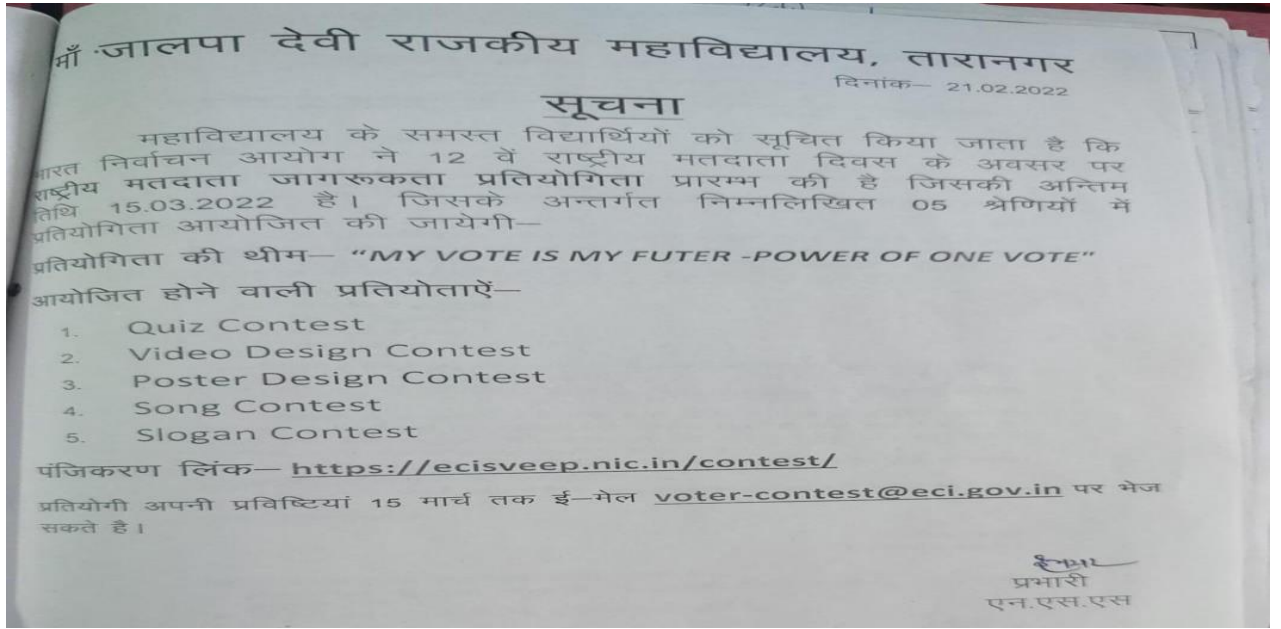 माँ जालपा देवी राजकीय महाविद्यालय, तारानगर
दिनांक– 21.02.2022
सूचना
महाविद्यालय के समस्त विद्यार्थियों को सूचित किया जाता है कि
भारत निर्वाचन आयोग ने 12 वें राष्ट्रीय मतदाता दिवस के अवसर पर
राष्ट्रीय मतदाता जागरूकता प्रतियोगिता प्रारम्भ की है जिसकी अन्तिम
तिथि 15.03.2022 है। जिसके अन्तर्गत निम्नलिखित 05 श्रेणियों में
प्रतियोगिता आयोजित की जायेगी–
प्रतियोगिता की थीम– “MY VOTE IS MY FUTER -POWER OF ONE VOTE”
आयोजित होने वाली प्रतियोताऐं–
1. Quiz Contest
2. Video Design Contest
3. Poster Design Contest
4. Song Contest
5. Slogan Contest
पंजिकरण लिंक– https://ecisveep.nic.in/contest/
प्रतियोगी अपनी प्रविष्टियां 15 मार्च तक ई–मेल voter-contest@eci.gov.in पर भेज
सकते है।
प्रभारी
एन.एस.एस